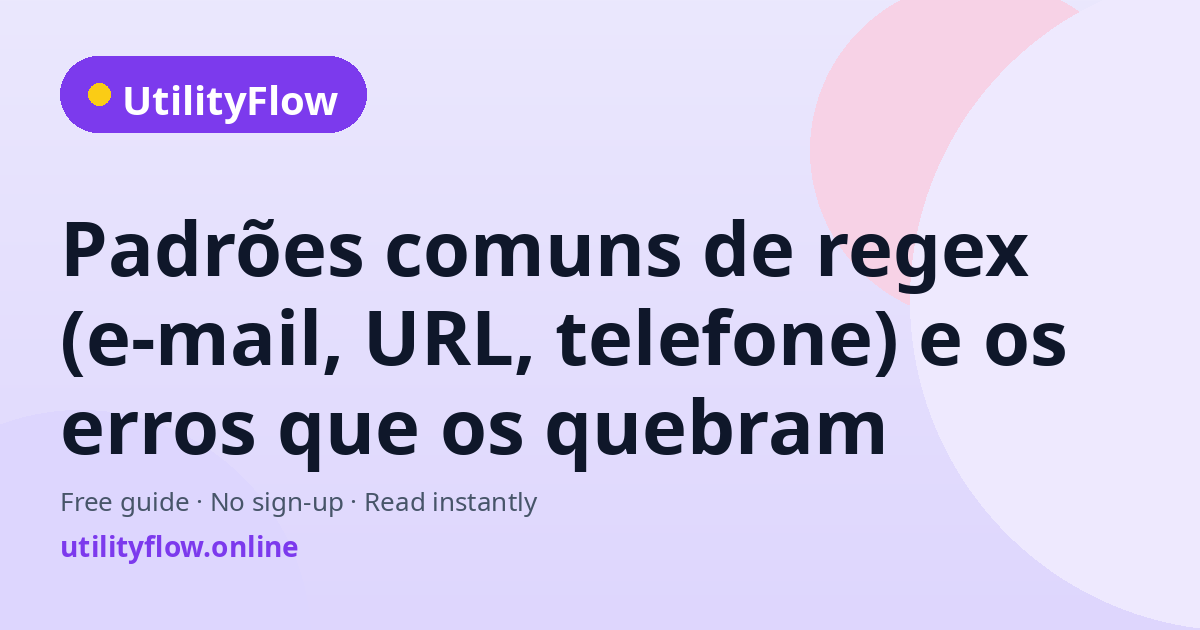 UtilityFlow
Padrões comuns de regex
(e-mail, URL, telefone) e os
erros que os quebram
Free guide · No sign-up · Read instantly
utilityflow.online